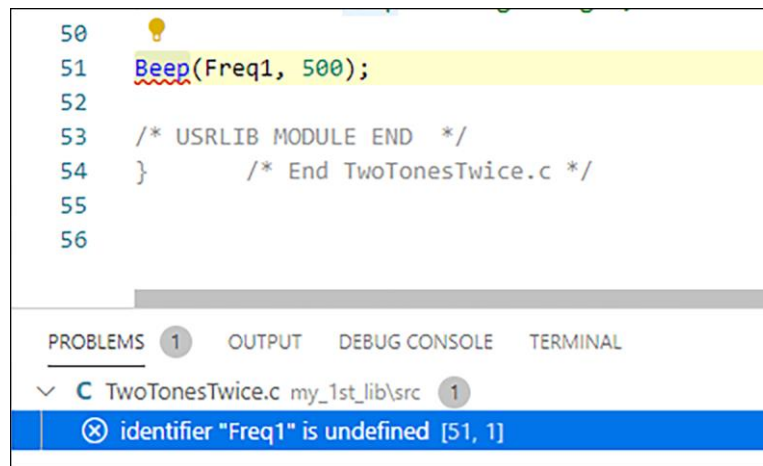 50
51 Beep(Freq1, 500);
52
53 /* USRLIB MODULE END  */
54 }       /* End TwoTonesTwice.c */
55
56
PROBLEMS 1 OUTPUT DEBUG CONSOLE TERMINAL
C TwoTonesTwice.c my_1st_lib\src 1
identifier "Freq1" is undefined [51, 1]